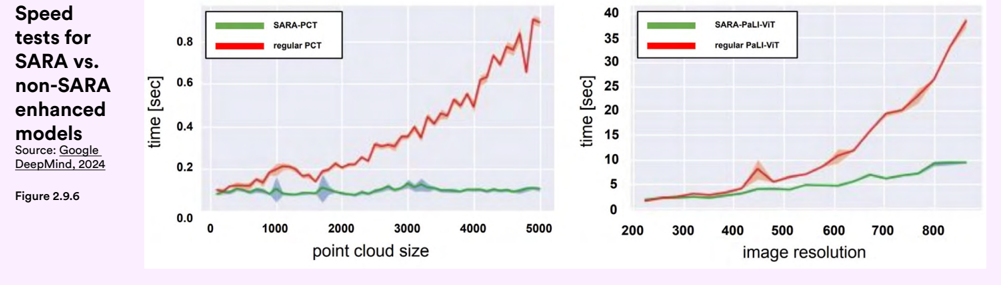 Speed
tests for
SARA vs.
non-SARA
enhanced
models
Source: Google
DeepMind, 2024
Figure 2.9.6
SARA-PCT
regular PCT
time [sec]
0.8
0.6
0.4
0.2
0.0
0 1000 2000 3000 4000 5000
point cloud size
SARA-PaLI-ViT
regular PaLI-ViT
time [sec]
40
35
30
25
20
15
10
5
0
200 300 400 500 600 700 800
image resolution